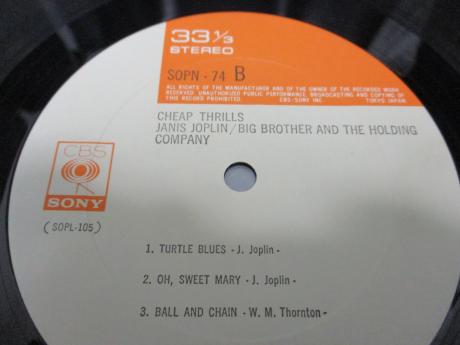 33 1/3
STEREO
SOPN - 74 B
ALL RIGHTS OF THE MANUFACTURER AND OF THE OWNER OF THE RECORDED WORK
RESERVED UNAUTHORIZED PUBLIC PERFORMANCE, BROADCASTING AND COPYING OF
THIS RECORD PROHIBITED. CBS/SONY INC. TOKYO, JAPAN
CHEAP THRILLS
JANIS JOPLIN/BIG BROTHER AND THE HOLDING
COMPANY
CBS
SONY
(SOPL-105)
1. TURTLE BLUES - J. Joplin -
2. OH, SWEET MARY - J. Joplin -
3. BALL AND CHAIN - W. M. Thornton-